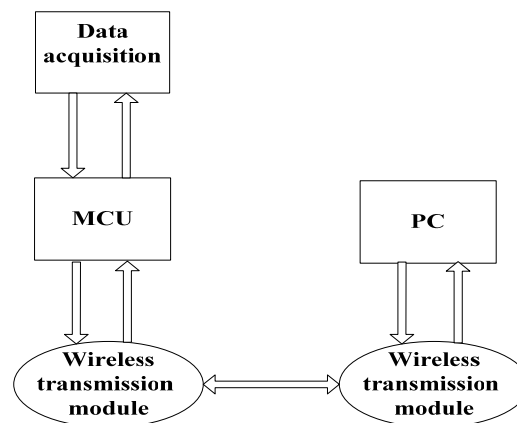 Data
acquisition
MCU
PC
Wireless
transmission
module
Wireless
transmission
module